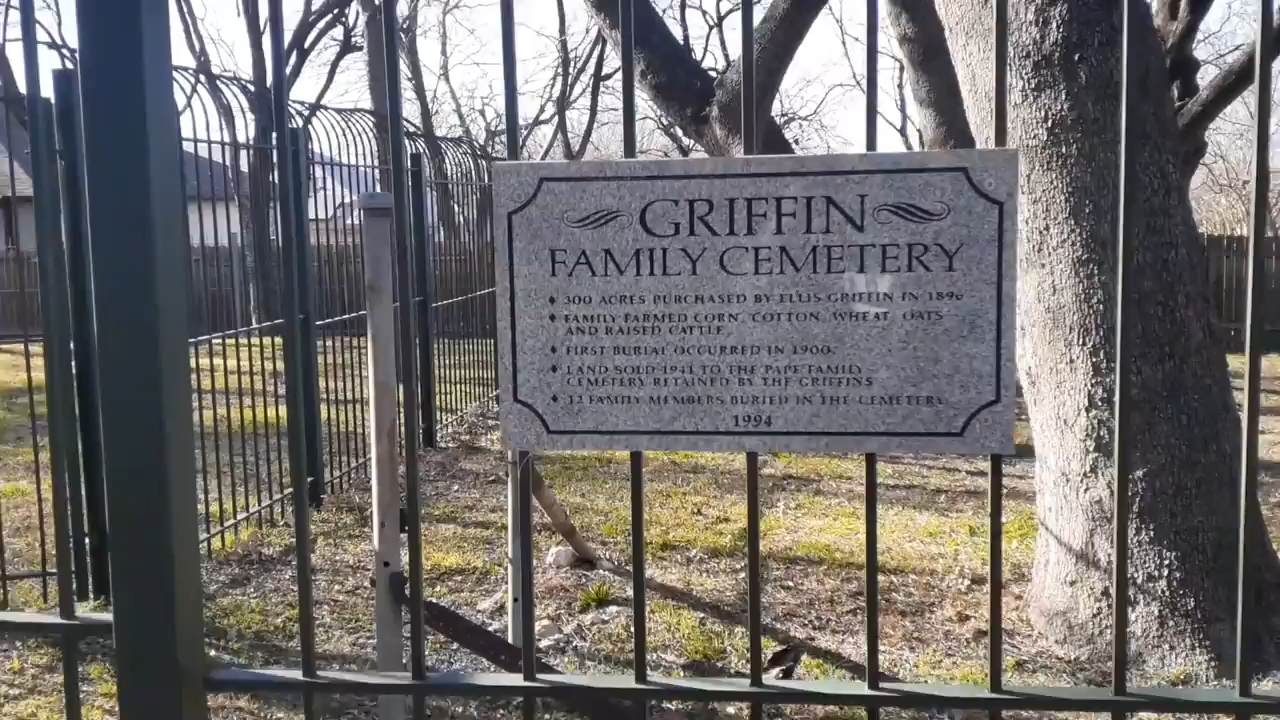 GRIFFIN
FAMILY CEMETERY
♦ 300 ACRES PURCHASED BY ELLIS GRIFFIN IN 1896
♦ FAMILY FARMED CORN, COTTON, WHEAT, OATS
AND RAISED CATTLE.
♦ FIRST BURIAL OCCURRED IN 1900.
♦ LAND SOLD 1941 TO THE PAPE FAMILY
CEMETERY RETAINED BY THE GRIFFINS
♦ 12 FAMILY MEMBERS BURIED IN THE CEMETERY.
1994